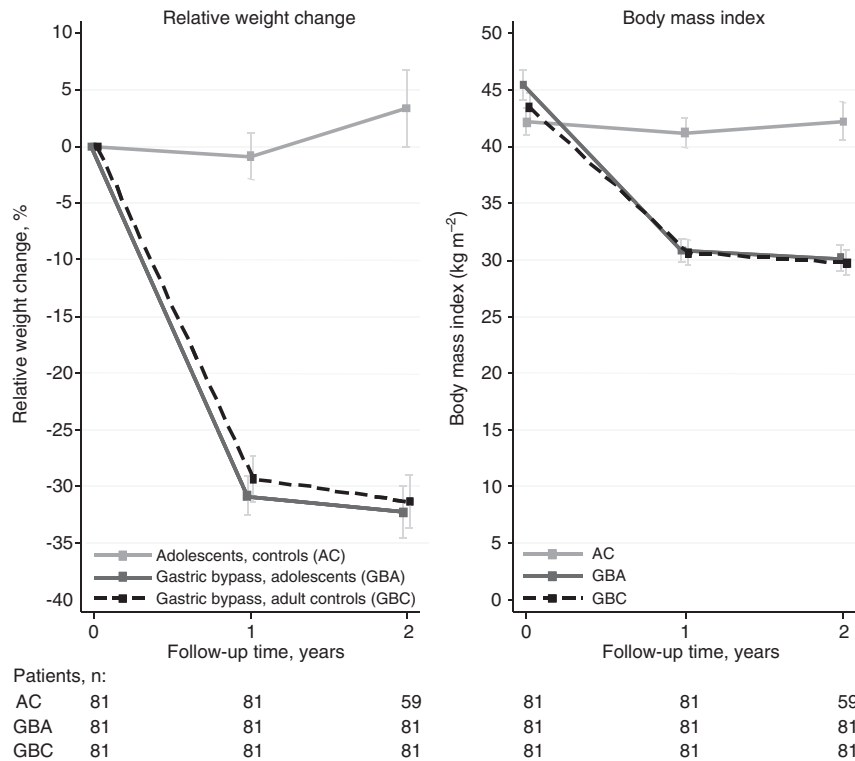 Relative weight change
10
5
0
-5
-10
-15
-20
-25
-30
-35
-40
Relative weight change, %
Adolescents, controls (AC)
Gastric bypass, adolescents (GBA)
Gastric bypass, adult controls (GBC)
0 1 2
Follow-up time, years
Body mass index
50
45
40
35
30
25
20
15
10
5
0
Body mass index (kg m⁻²)
AC
GBA
GBC
0 1 2
Follow-up time, years
Patients, n:
AC 81 81 59 81 81 59
GBA 81 81 81 81 81 81
GBC 81 81 81 81 81 81